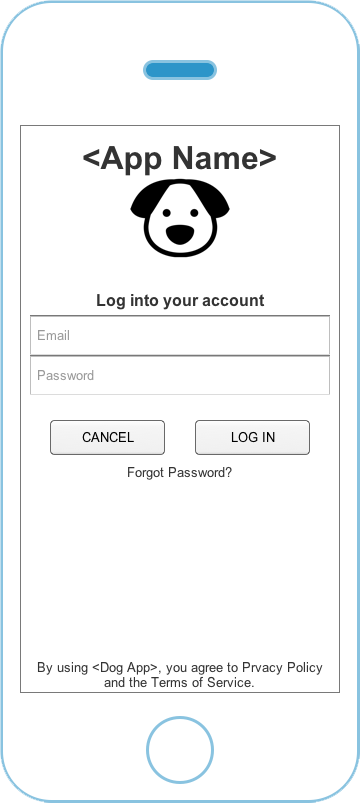 <App Name>
Log into your account
Email
Password
CANCEL
LOG IN
Forgot Password?
By using <Dog App>, you agree to Prvacy Policy
and the Terms of Service.